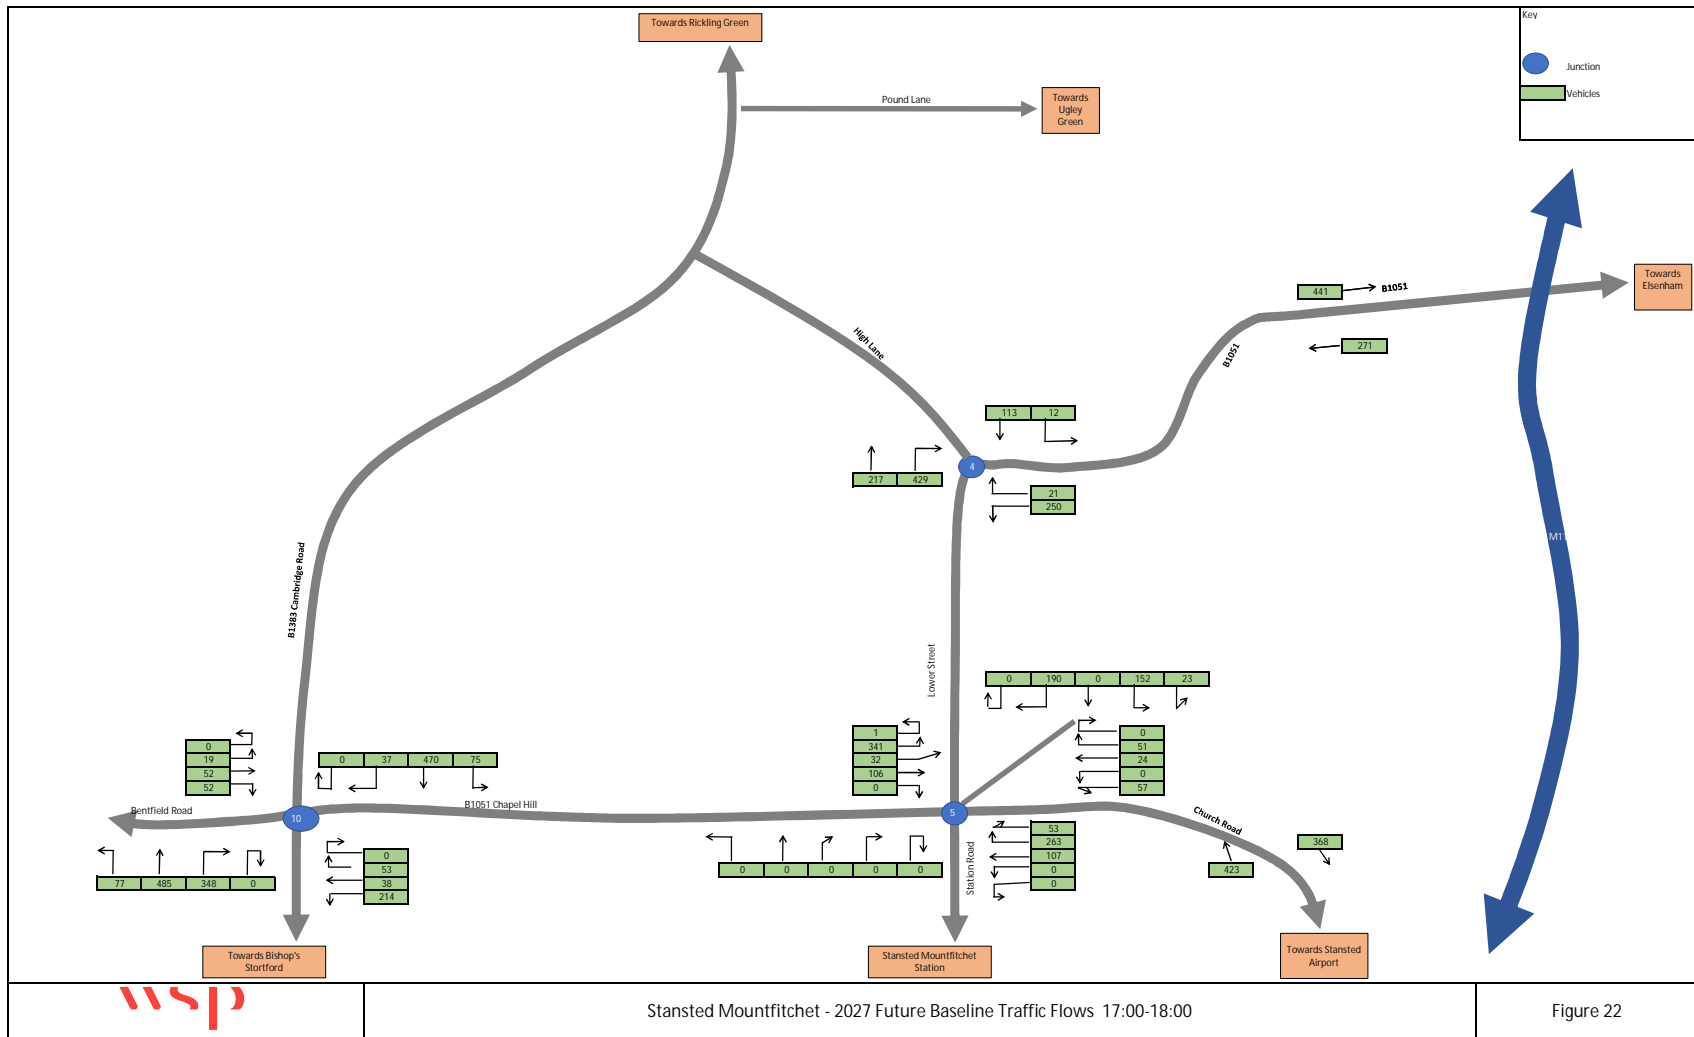 Towards Rickling Green
Key
Junction
Vehicles
Pound Lane
Towards
Ugley
Green
Towards
Elsenham
441
B1051
271
B1051
High Lane
113 12
217 429
4
21
250
M11
B1383 Cambridge Road
Lower Street
0 190 0 152 23
1
341
32
106
0
0
51
24
0
57
0
19
52
52
0 37 470 75
Bentfield Road
10
B1051 Chapel Hill
5
Church Road
77 485 348 0
0
53
38
214
0 0 0 0 0
Station Road
53
263
107
0
0
423
368
Towards Bishop's
Stortford
Stansted Mountfitchet
Station
Towards Stansted
Airport
wsp
Stansted Mountfitchet - 2027 Future Baseline Traffic Flows 17:00-18:00
Figure 22